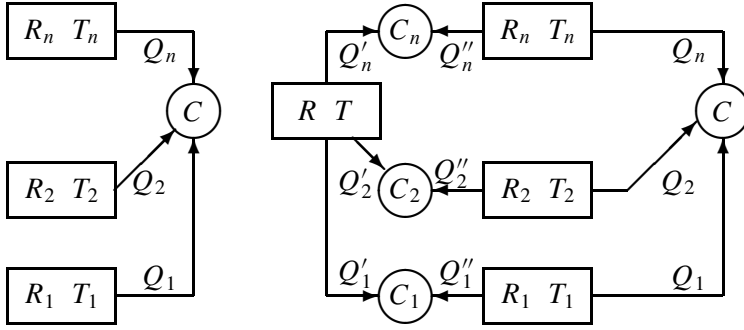 R_n T_n
Q_n
C
R_2 T_2
Q_2
R_1 T_1
Q_1
C_n
Q'_n
Q''_n
R_n T_n
Q_n
R T
C
Q'_2
C_2
Q''_2
R_2 T_2
Q_2
Q'_1
C_1
Q''_1
R_1 T_1
Q_1